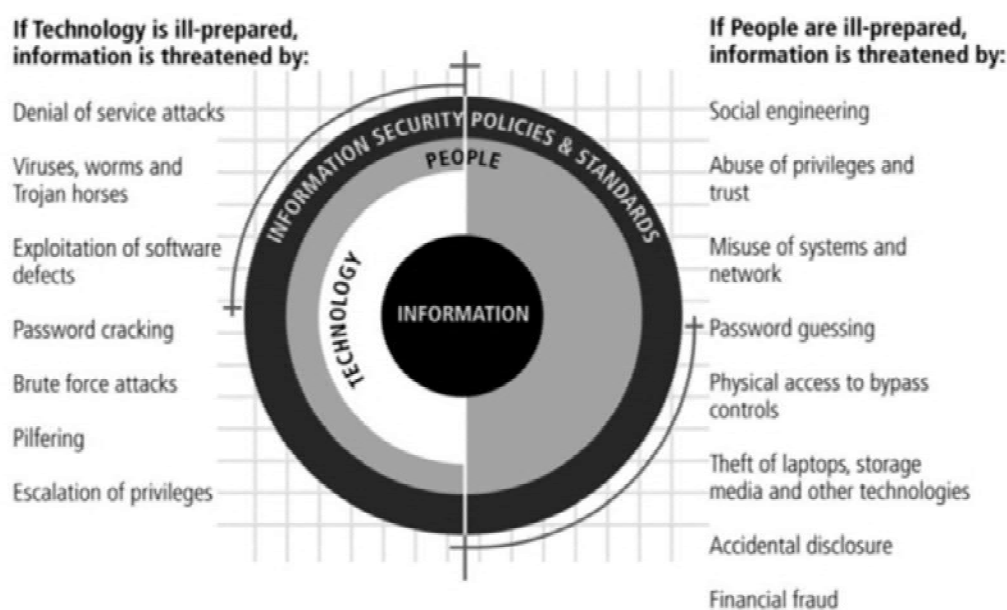 If Technology is ill-prepared,
information is threatened by:
Denial of service attacks
Viruses, worms and
Trojan horses
Exploitation of software
defects
Password cracking
Brute force attacks
Pilfering
Escalation of privileges
INFORMATION SECURITY POLICIES & STANDARDS
PEOPLE
TECHNOLOGY
INFORMATION
If People are ill-prepared,
information is threatened by:
Social engineering
Abuse of privileges and
trust
Misuse of systems and
network
Password guessing
Physical access to bypass
controls
Theft of laptops, storage
media and other technologies
Accidental disclosure
Financial fraud